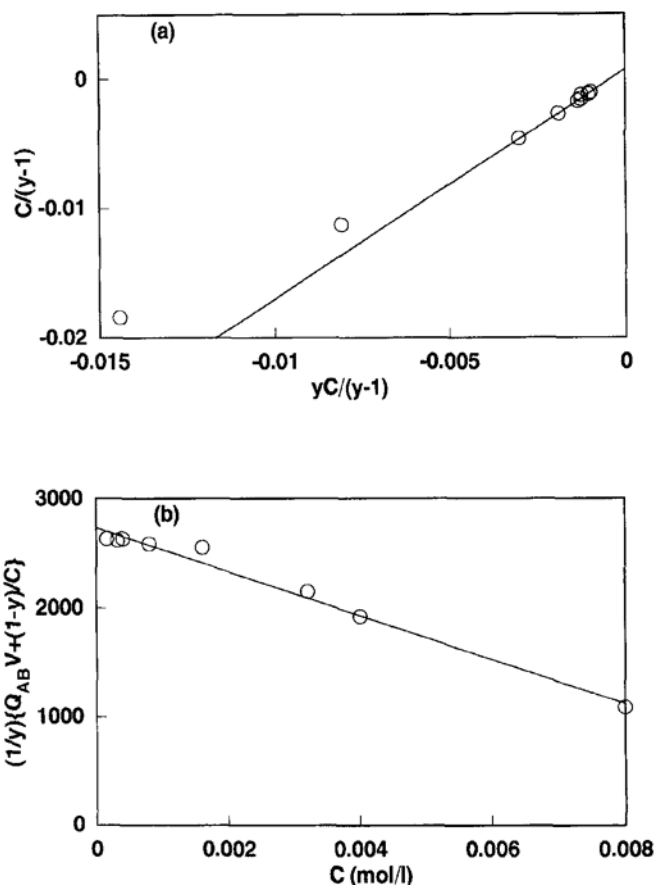 (a)
0
-0.01
-0.02
C/(y-1)
-0.015
-0.01
-0.005
0
yC/(y-1)
(b)
3000
2000
1000
0
(1/y){Q_AB V+(1-y)/C}
0
0.002
0.004
0.006
0.008
C (mol/l)